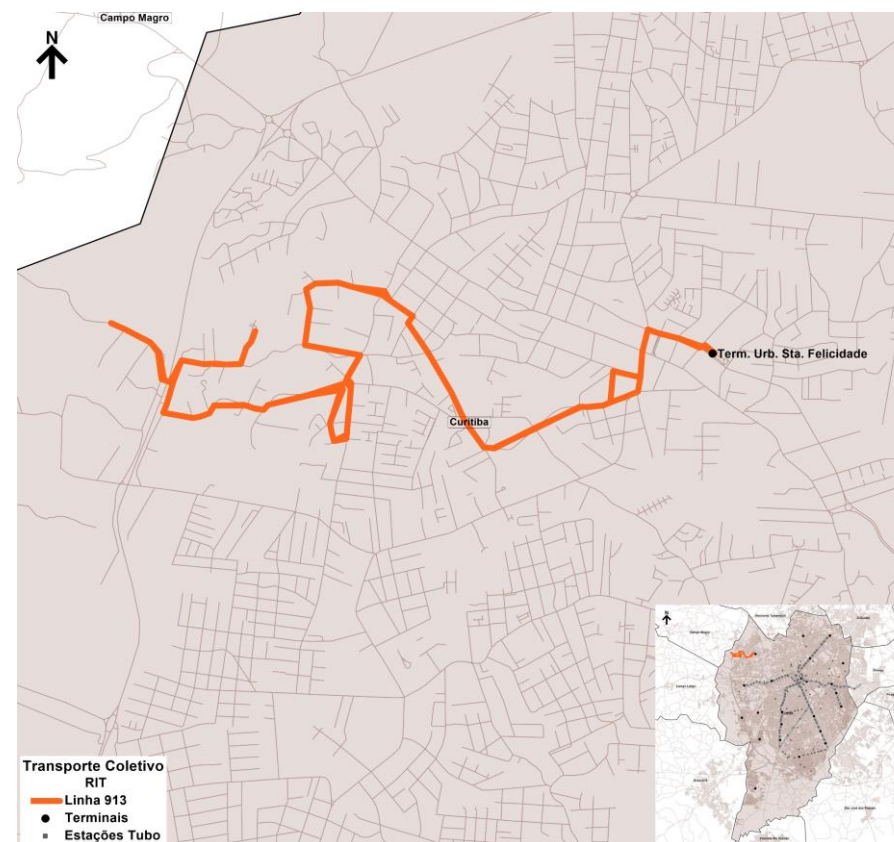 Campo Magro
N
Term. Urb. Sta. Felicidade
Curitiba
N
Transporte Coletivo
RIT
Linha 913
Terminais
Estações Tubo